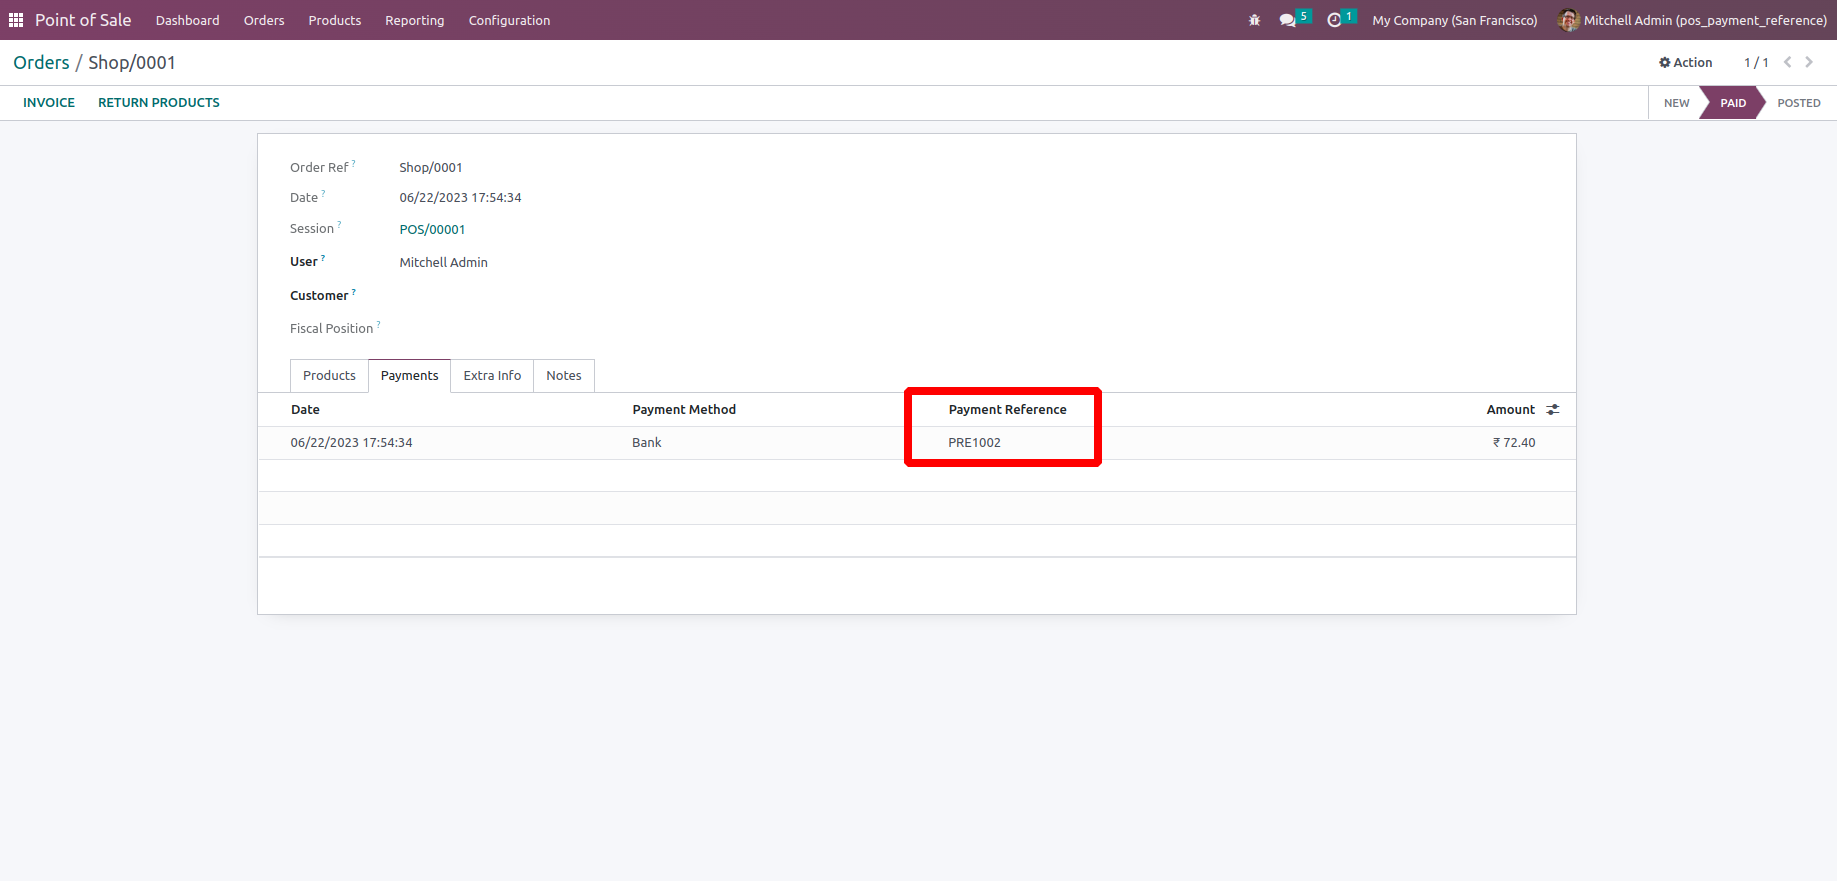 Point of Sale Dashboard Orders Products Reporting Configuration 5 1 My Company (San Francisco) Mitchell Admin (pos_payment_reference)
Orders / Shop/0001 Action 1 / 1
INVOICE RETURN PRODUCTS NEW PAID POSTED
Order Ref ? Shop/0001
Date ? 06/22/2023 17:54:34
Session ? POS/00001
User ? Mitchell Admin
Customer ?
Fiscal Position ?
Products Payments Extra Info Notes
Date Payment Method Payment Reference Amount
06/22/2023 17:54:34 Bank PRE1002 ₹ 72.40